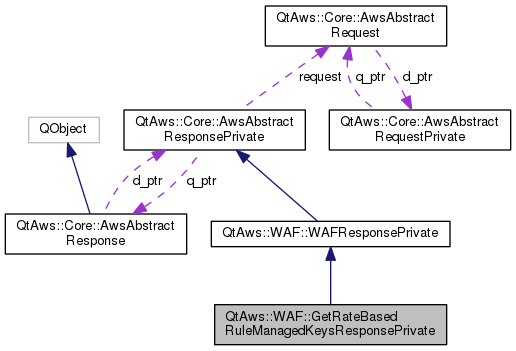 QtAws::Core::AwsAbstract
Request
request
q_ptr
d_ptr
QObject
QtAws::Core::AwsAbstract
ResponsePrivate
QtAws::Core::AwsAbstract
RequestPrivate
d_ptr
q_ptr
QtAws::Core::AwsAbstract
Response
QtAws::WAF::WAFResponsePrivate
QtAws::WAF::GetRateBased
RuleManagedKeysResponsePrivate